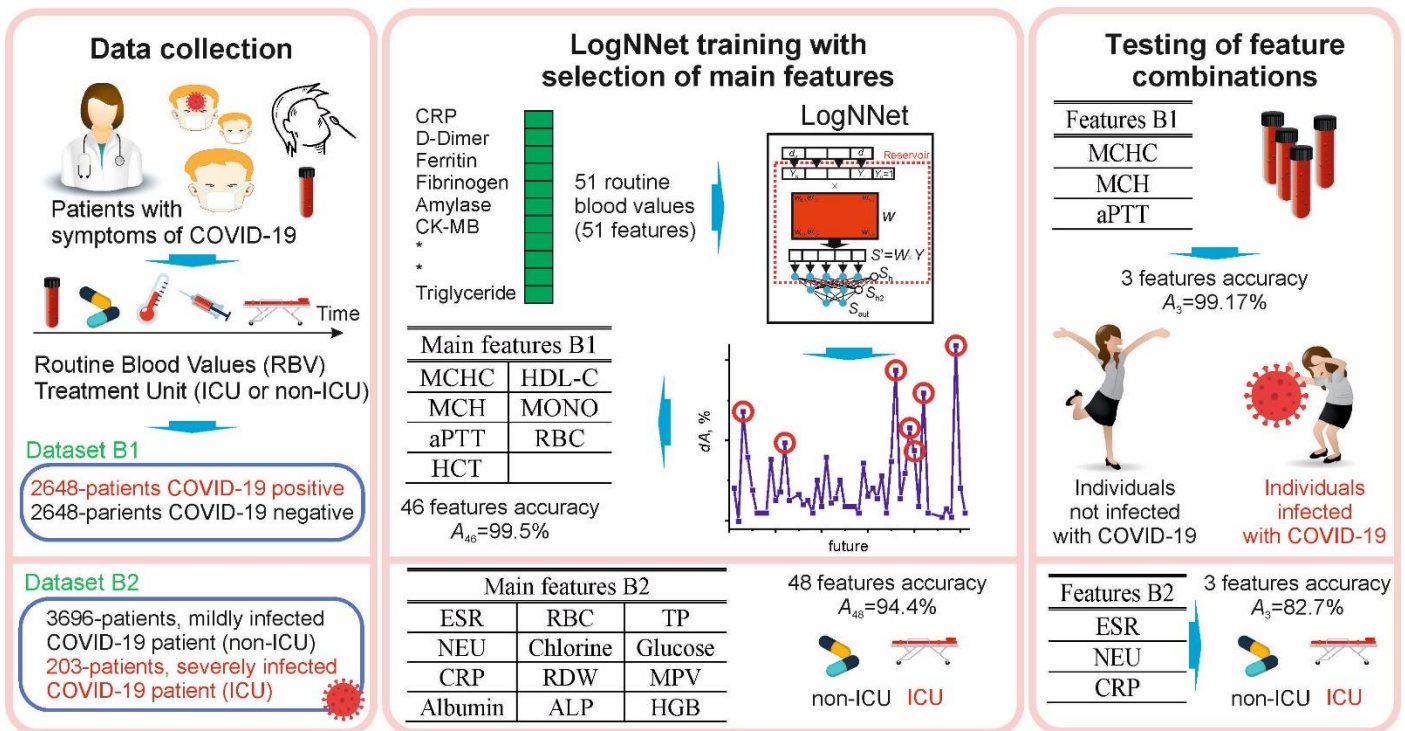 Data collection
Patients with
symptoms of COVID-19
Time
Routine Blood Values (RBV)
Treatment Unit (ICU or non-ICU)
Dataset B1
2648-patients COVID-19 positive
2648-parients COVID-19 negative
Dataset B2
3696-patients, mildly infected
COVID-19 patient (non-ICU)
203-patients, severely infected
COVID-19 patient (ICU)
LogNNet training with
selection of main features
CRP
D-Dimer
Ferritin
Fibrinogen
Amylase
CK-MB
*
*
Triglyceride
51 routine
blood values
(51 features)
LogNNet
Reservoir
W
S'=W×Y
Sh
Sh2
Sout
Main features B1
MCHC HDL-C
MCH MONO
aPTT RBC
HCT
46 features accuracy
A46=99.5%
dA, %
future
Main features B2
ESR RBC TP
NEU Chlorine Glucose
CRP RDW MPV
Albumin ALP HGB
48 features accuracy
A48=94.4%
non-ICU ICU
Testing of feature
combinations
Features B1
MCHC
MCH
aPTT
3 features accuracy
A3=99.17%
Individuals
not infected
with COVID-19
Individuals
infected
with COVID-19
Features B2
ESR
NEU
CRP
3 features accuracy
A3=82.7%
non-ICU ICU